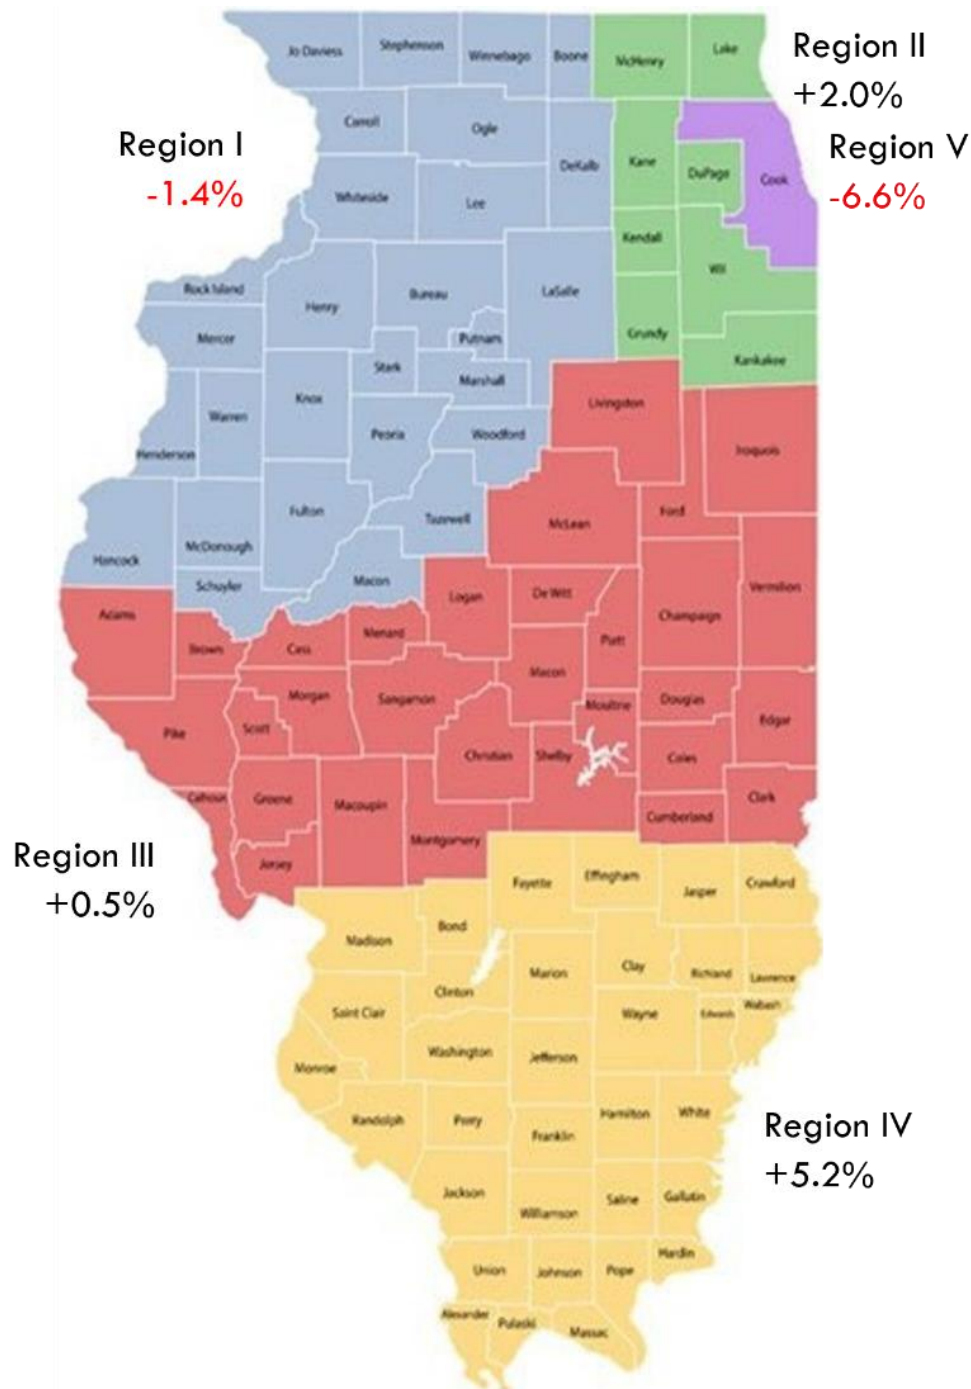 Jo Daviess Stephenson Winnebago Boone McHenry Lake
Region II
+2.0%
Carroll Ogle DeKalb Kane DuPage Cook
Region I
-1.4%
Region V
-6.6%
Whiteside Lee Kendall Will
Rock Island Henry Bureau LaSalle
Mercer Putnam Grundy Kankakee
Stark Marshall
Warren Knox Peoria Woodford Livingston
Henderson Iroquois
Fulton Tazewell McLean Ford
Hancock McDonough
Schuyler Macon
Adams Logan De Witt Champaign Vermilion
Brown Cass Menard Piatt
Macon
Pike Scott Morgan Sangamon Moultrie Douglas Edgar
Christian Shelby Coles
Calhoun Greene Macoupin Clark
Montgomery Cumberland
Jersey
Region III
+0.5%
Fayette Effingham Jasper Crawford
Madison Bond
Marion Clay Richland Lawrence
Clinton
Saint Clair Wayne Edwards Wabash
Monroe Washington Jefferson
Randolph Perry Franklin Hamilton White
Region IV
+5.2%
Jackson Williamson Saline Gallutin
Union Johnson Pope Hardin
Alexander Pulaski Massac